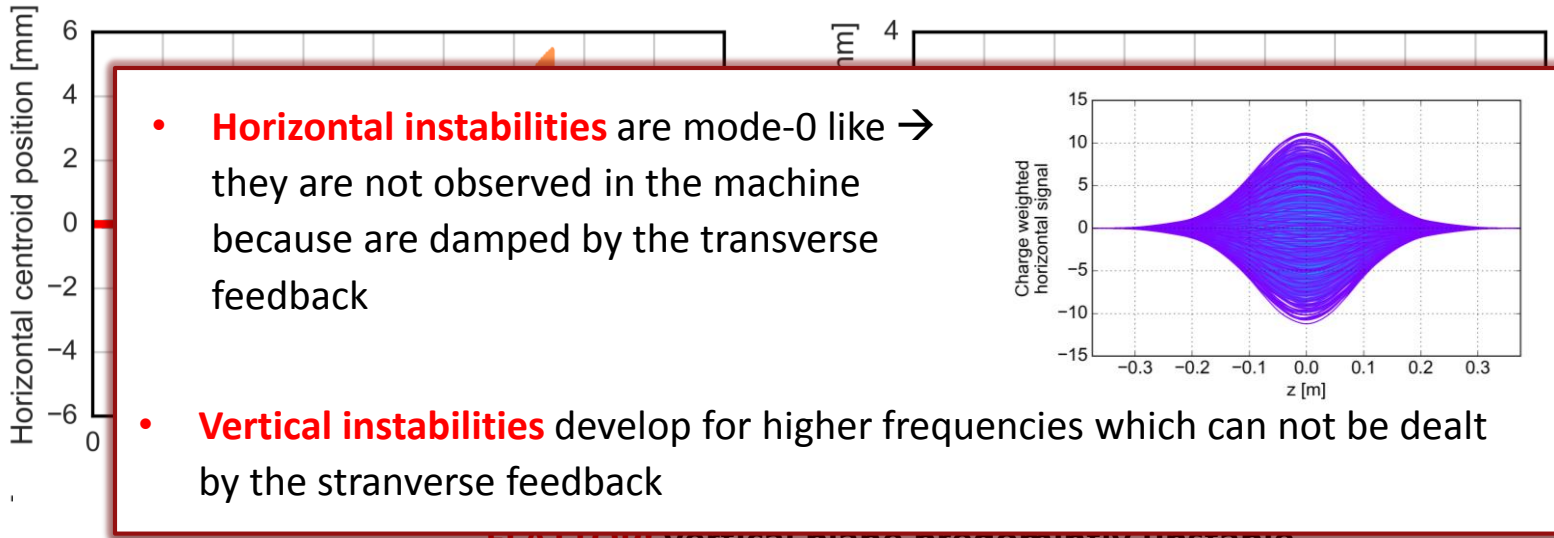 Horizontal centroid position [mm]
6
4
2
0
−2
−4
−6
0
4
• Horizontal instabilities are mode-0 like →
they are not observed in the machine
because are damped by the transverse
feedback
Charge weighted
horizontal signal
15
10
5
0
−5
−10
−15
−0.3 −0.2 −0.1 0.0 0.1 0.2 0.3
z [m]
• Vertical instabilities develop for higher frequencies which can not be dealt
by the stranverse feedback